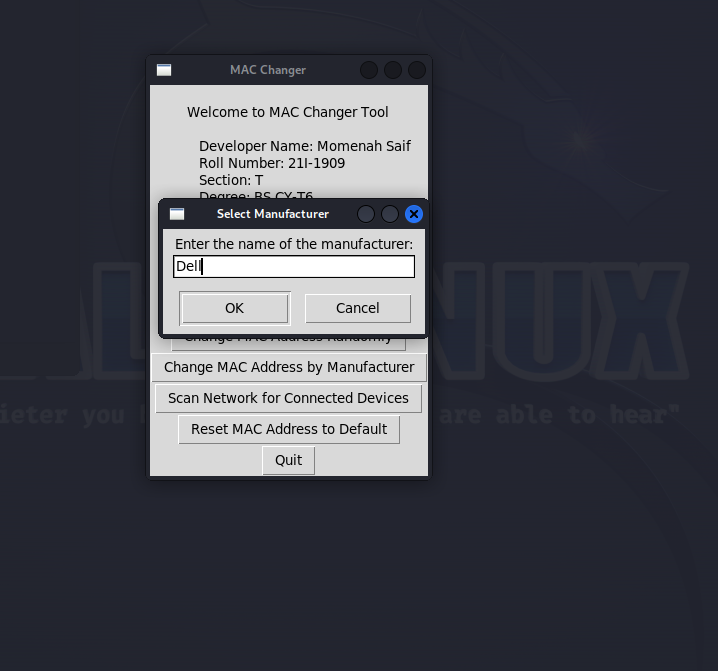 MAC Changer
Welcome to MAC Changer Tool
Developer Name: Momenah Saif
Roll Number: 21I-1909
Section: T
Degree: BS CY-T6
Select Manufacturer
Enter the name of the manufacturer:
Dell
OK Cancel
Change MAC Address Randomly
Change MAC Address by Manufacturer
Scan Network for Connected Devices
Reset MAC Address to Default
Quit
NUX
ieter you are able to hear"